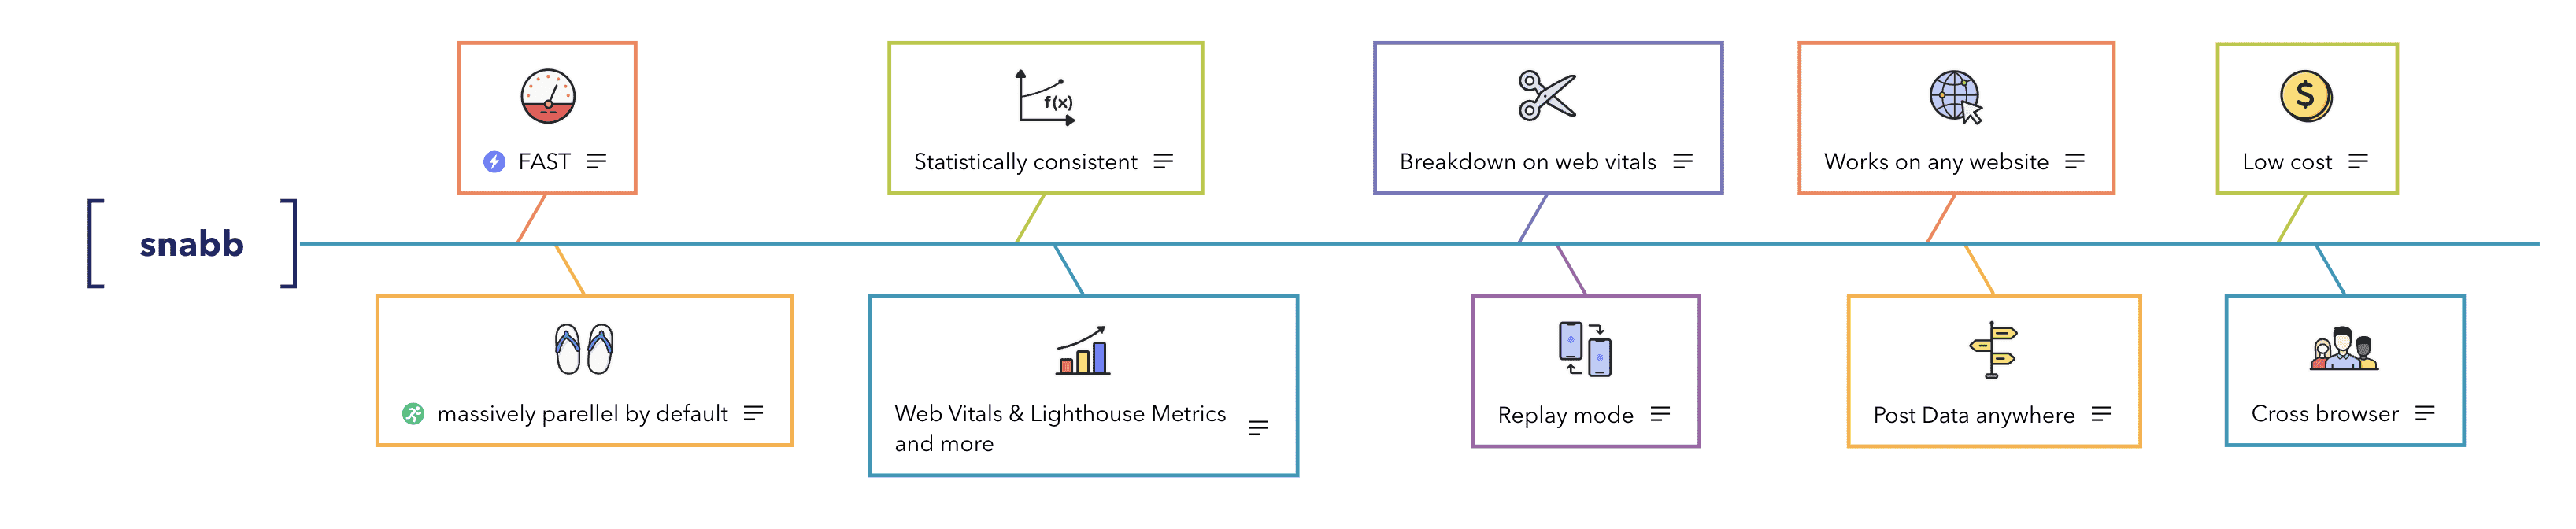 FAST
f(x)
Statistically consistent
Breakdown on web vitals
Works on any website
$
Low cost
snabb
massively parellel by default
Web Vitals & Lighthouse Metrics
and more
Replay mode
Post Data anywhere
Cross browser